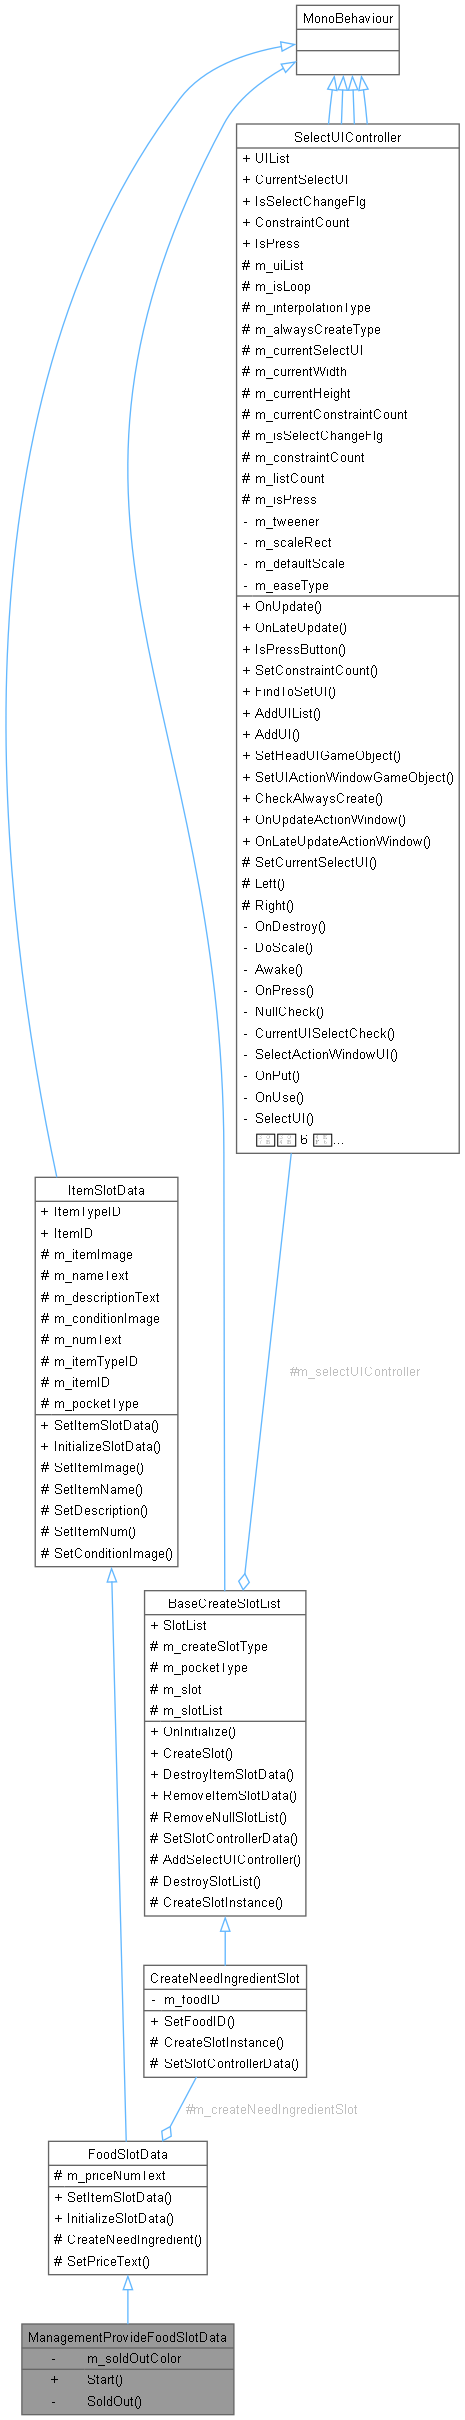 MonoBehaviour
SelectUIController
+ UIList
+ CurrentSelectUI
+ IsSelectChangeFlg
+ ConstraintCount
+ IsPress
# m_uiList
# m_isLoop
# m_interpolationType
# m_alwaysCreateType
# m_currentSelectUI
# m_currentWidth
# m_currentHeight
# m_currentConstraintCount
# m_isSelectChangeFlg
# m_constraintCount
# m_listCount
# m_isPress
- m_tweener
- m_scaleRect
- m_defaultScale
- m_easeType
+ OnUpdate()
+ OnLateUpdate()
+ IsPressButton()
+ SetConstraintCount()
+ FindToSetUI()
+ AddUIList()
+ AddUI()
+ SetHeadUIGameObject()
+ SetUIActionWindowGameObject()
+ CheckAlwaysCreate()
+ OnUpdateActionWindow()
+ OnLateUpdateActionWindow()
# SetCurrentSelectUI()
# Left()
# Right()
- OnDestroy()
- DoScale()
- Awake()
- OnPress()
- NullCheck()
- CurrentUISelectCheck()
- SelectActionWindowUI()
- OnPut()
- OnUse()
- SelectUI()
6 ...
ItemSlotData
+ ItemTypeID
+ ItemID
# m_itemImage
# m_nameText
# m_descriptionText
# m_conditionImage
# m_numText
# m_itemTypeID
# m_itemID
# m_pocketType
+ SetItemSlotData()
+ InitializeSlotData()
# SetItemImage()
# SetItemName()
# SetDescription()
# SetItemNum()
# SetConditionImage()
#m_selectUIController
BaseCreateSlotList
+ SlotList
# m_createSlotType
# m_pocketType
# m_slot
# m_slotList
+ OnInitialize()
+ CreateSlot()
+ DestroyItemSlotData()
+ RemoveItemSlotData()
# RemoveNullSlotList()
# SetSlotControllerData()
# AddSelectUIController()
# DestroySlotList()
# CreateSlotInstance()
CreateNeedIngredientSlot
- m_foodID
+ SetFoodID()
# CreateSlotInstance()
# SetSlotControllerData()
#m_createNeedIngredientSlot
FoodSlotData
# m_priceNumText
+ SetItemSlotData()
+ InitializeSlotData()
# CreateNeedIngredient()
# SetPriceText()
ManagementProvideFoodSlotData
- m_soldOutColor
+ Start()
- SoldOut()